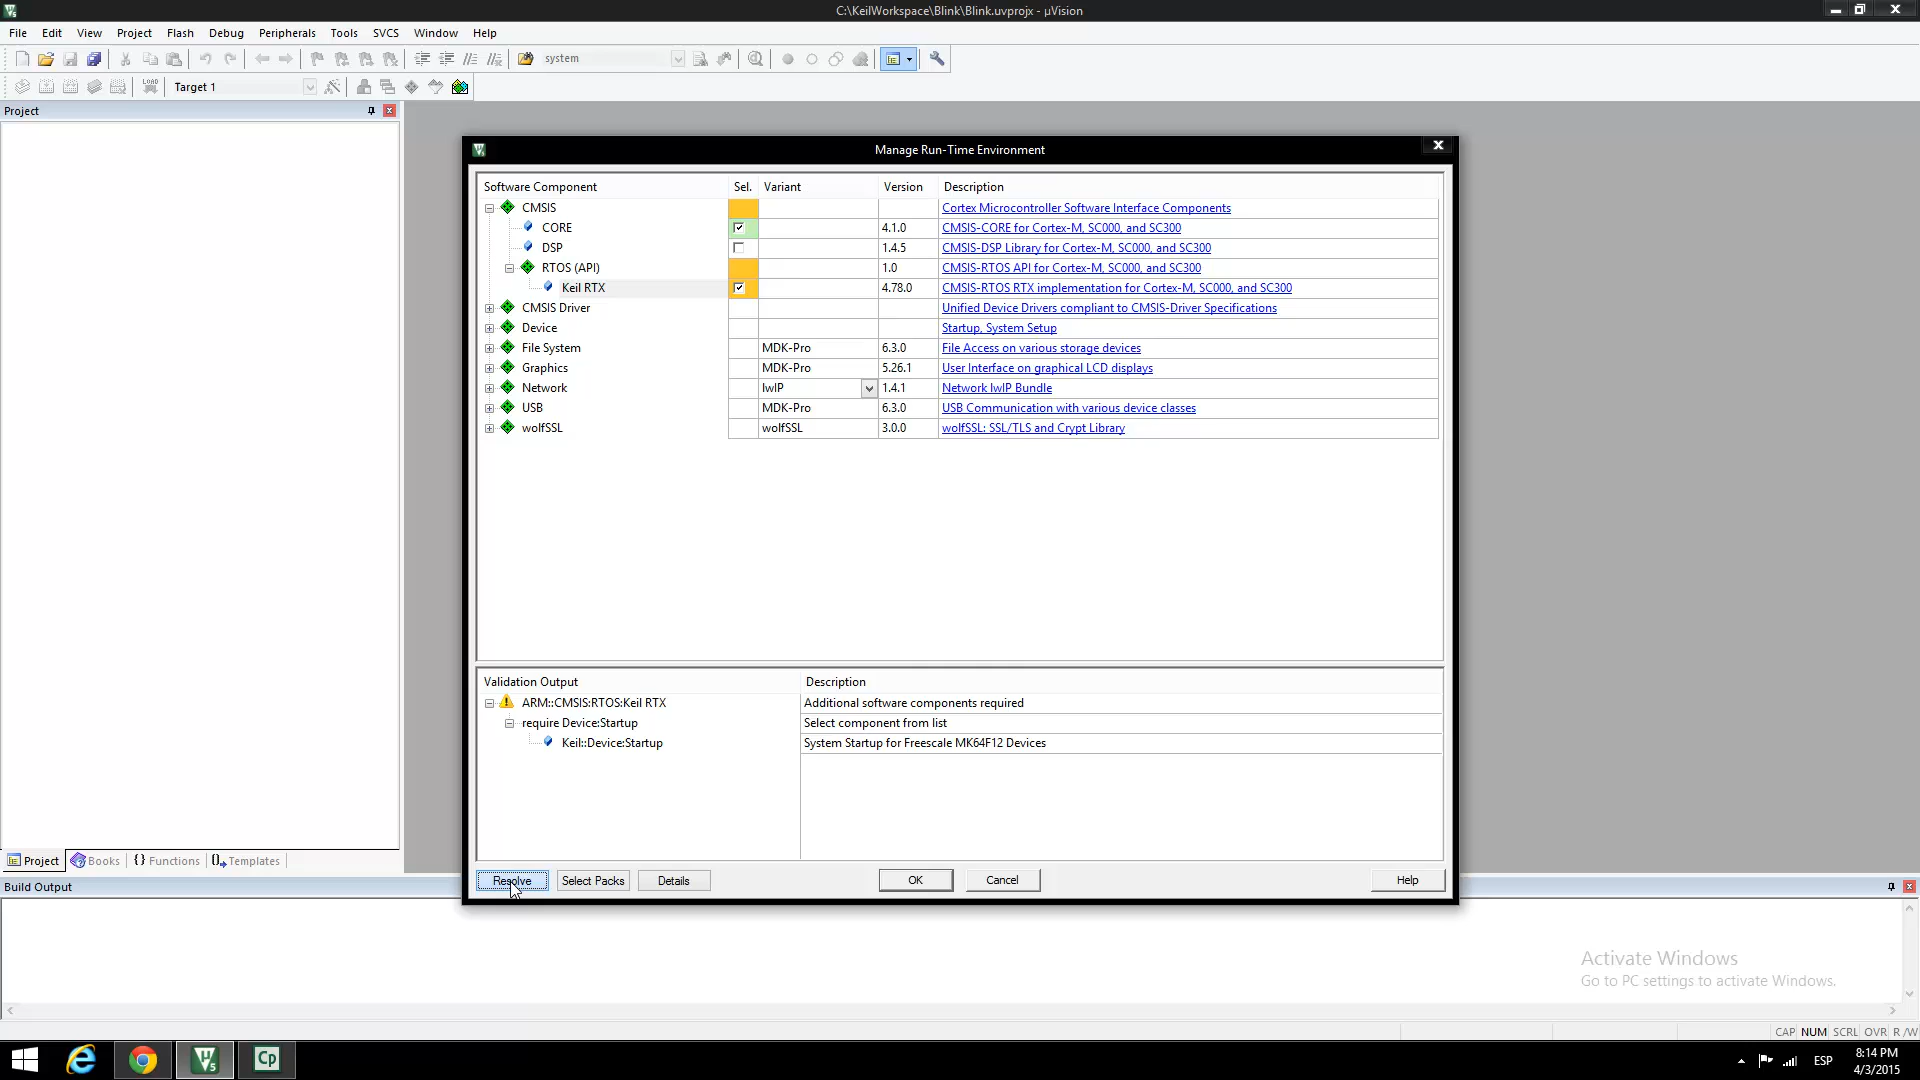 C:\KeilWorkspace\Blink\Blink.uvprojx - µVision
File Edit View Project Flash Debug Peripherals Tools SVCS Window Help
system
LOAD Target 1
Project
Manage Run-Time Environment
Software Component Sel. Variant Version Description
CMSIS Cortex Microcontroller Software Interface Components
CORE 4.1.0 CMSIS-CORE for Cortex-M, SC000, and SC300
DSP 1.4.5 CMSIS-DSP Library for Cortex-M, SC000, and SC300
RTOS (API) 1.0 CMSIS-RTOS API for Cortex-M, SC000, and SC300
Keil RTX 4.78.0 CMSIS-RTOS RTX implementation for Cortex-M, SC000, and SC300
CMSIS Driver Unified Device Drivers compliant to CMSIS-Driver Specifications
Device Startup, System Setup
File System MDK-Pro 6.3.0 File Access on various storage devices
Graphics MDK-Pro 5.26.1 User Interface on graphical LCD displays
Network lwIP 1.4.1 Network lwIP Bundle
USB MDK-Pro 6.3.0 USB Communication with various device classes
wolfSSL wolfSSL 3.0.0 wolfSSL: SSL/TLS and Crypt Library
Validation Output Description
ARM::CMSIS:RTOS:Keil RTX Additional software components required
require Device:Startup Select component from list
Keil::Device:Startup System Startup for Freescale MK64F12 Devices
Project Books {} Functions Templates
Resolve Select Packs Details OK Cancel Help
Build Output
Activate Windows
Go to PC settings to activate Windows.
CAP NUM SCRL OVR R/W
µ5 Cp ESP 8:14 PM
4/3/2015